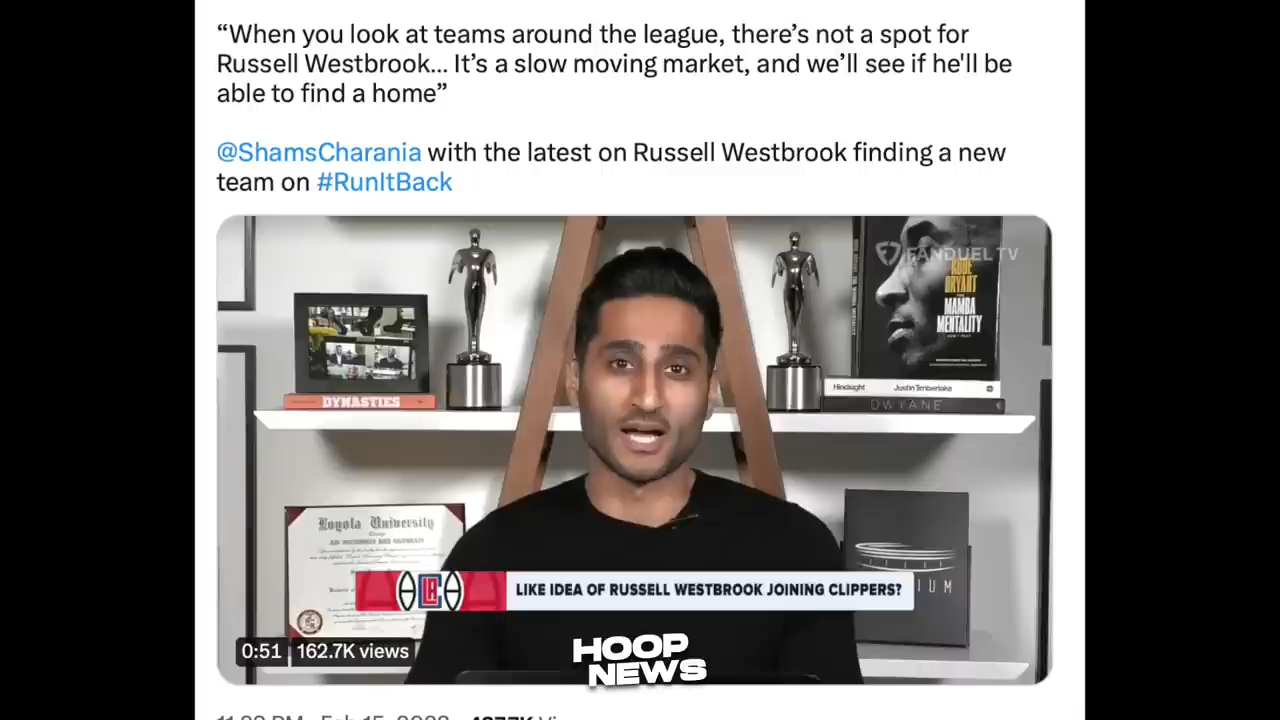 “When you look at teams around the league, there’s not a spot for
Russell Westbrook... It’s a slow moving market, and we’ll see if he'll be
able to find a home”
@ShamsCharania with the latest on Russell Westbrook finding a new
team on #RunItBack
FANDUEL TV
KOBE
BRYANT
MAMBA
MENTALITY
DYNASTIES
Hindsight Justin Timberlake
DWYANE
Loyola University
LIKE IDEA OF RUSSELL WESTBROOK JOINING CLIPPERS?
0:51 162.7K views
HOOP
NEWS